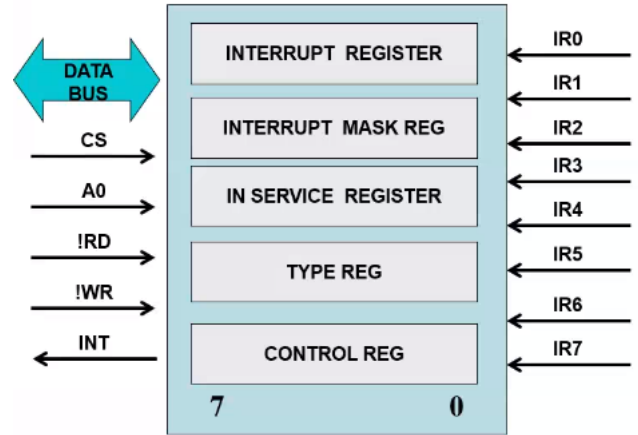 DATA
BUS
CS
A0
!RD
!WR
INT
INTERRUPT REGISTER
INTERRUPT MASK REG
IN SERVICE REGISTER
TYPE REG
CONTROL REG
7 0
IR0
IR1
IR2
IR3
IR4
IR5
IR6
IR7